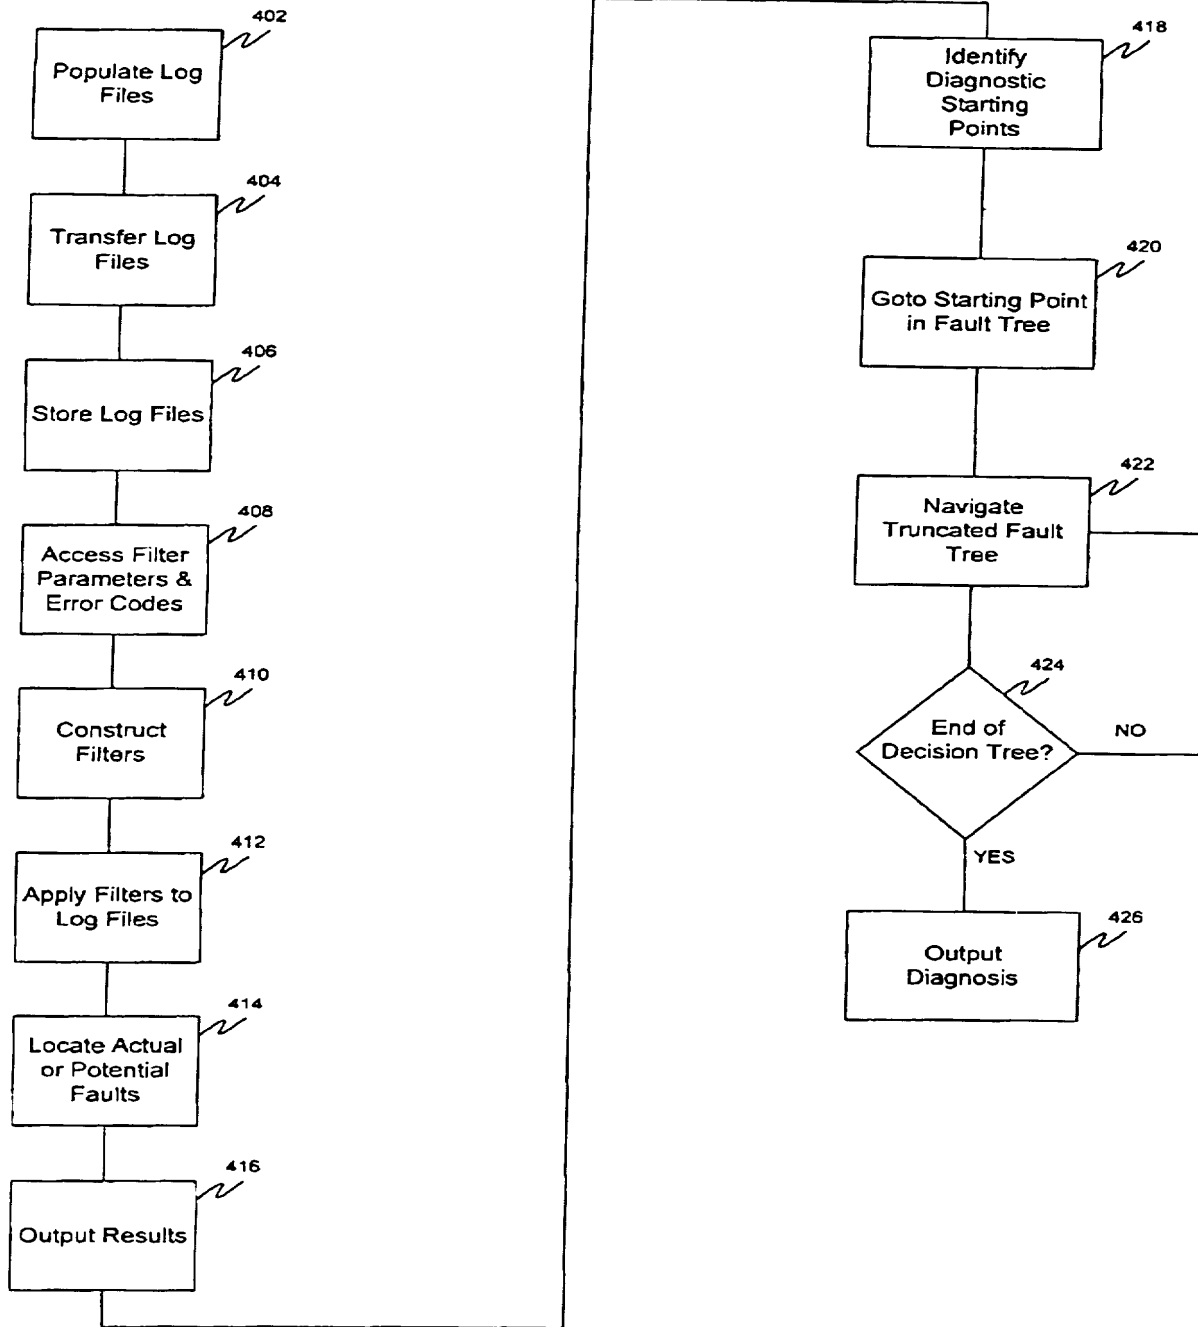 402
Populate Log
Files
404
Transfer Log
Files
406
Store Log Files
408
Access Filter
Parameters &
Error Codes
410
Construct
Filters
412
Apply Filters to
Log Files
414
Locate Actual
or Potential
Faults
416
Output Results
418
Identify
Diagnostic
Starting
Points
420
Goto Starting Point
in Fault Tree
422
Navigate
Truncated Fault
Tree
424
End of
Decision Tree?
NO
YES
426
Output
Diagnosis